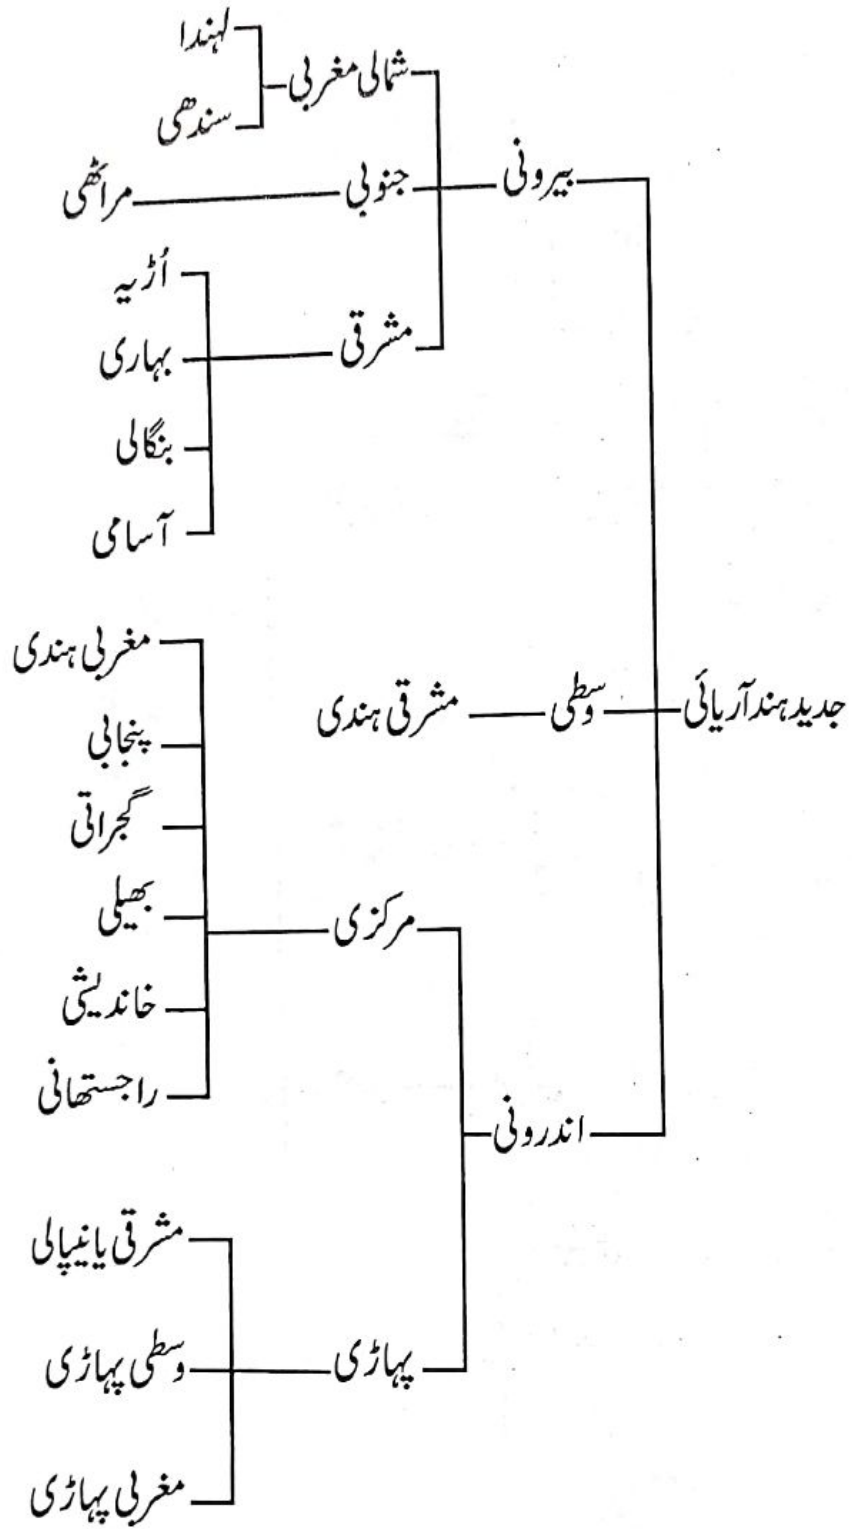 لہندا
شمالی مغربی
سندھی
بیرونی
جنوبی
مراٹھی
اُڑیہ
مشرقی
بہاری
بنگالی
آسامی
مغربی ہندی
جدید ہند آریائی
وسطی
مشرقی ہندی
پنجابی
گجراتی
بھیلی
مرکزی
خاندیشی
راجستھانی
اندرونی
مشرقی یا نیپالی
پہاڑی
وسطی پہاڑی
مغربی پہاڑی